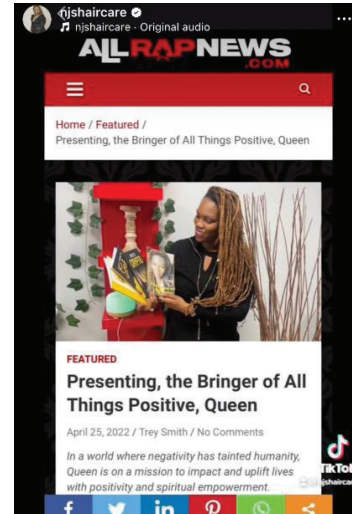 njshaircare
njshaircare · Original audio
ALLRAPNEWS
.COM
Home / Featured /
Presenting, the Bringer of All Things Positive, Queen
FEATURED
Presenting, the Bringer of All
Things Positive, Queen
April 25, 2022 / Trey Smith / No Comments
In a world where negativity has tainted humanity,
Queen is on a mission to impact and uplift lives
with positivity and spiritual empowerment.
TikTok